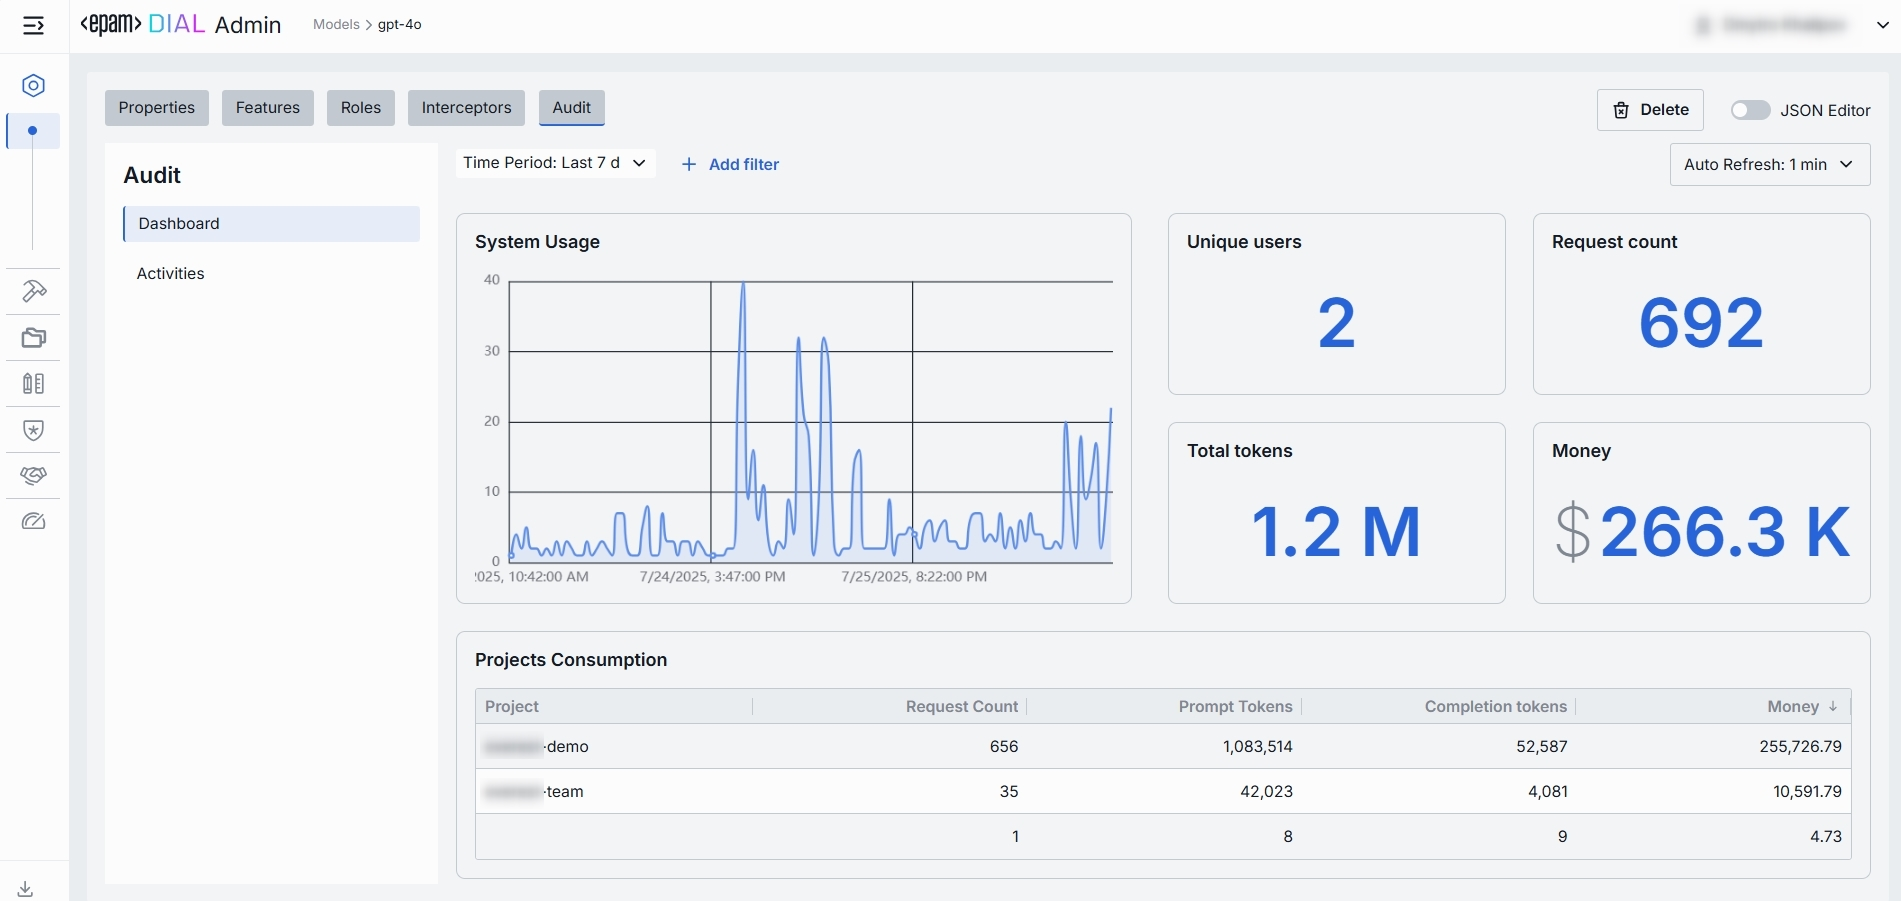 <epam> DIAL Admin
Models > gpt-4o
Properties
Features
Roles
Interceptors
Audit
Delete
JSON Editor
Audit
Dashboard
Activities
Time Period: Last 7 d
+ Add filter
Auto Refresh: 1 min
System Usage
40
30
20
10
0
2025, 10:42:00 AM
7/24/2025, 3:47:00 PM
7/25/2025, 8:22:00 PM
Unique users
2
Request count
692
Total tokens
1.2 M
Money
$266.3 K
Projects Consumption
Project Request Count Prompt Tokens Completion tokens Money ↓
-demo 656 1,083,514 52,587 255,726.79
-team 35 42,023 4,081 10,591.79
1 8 9 4.73